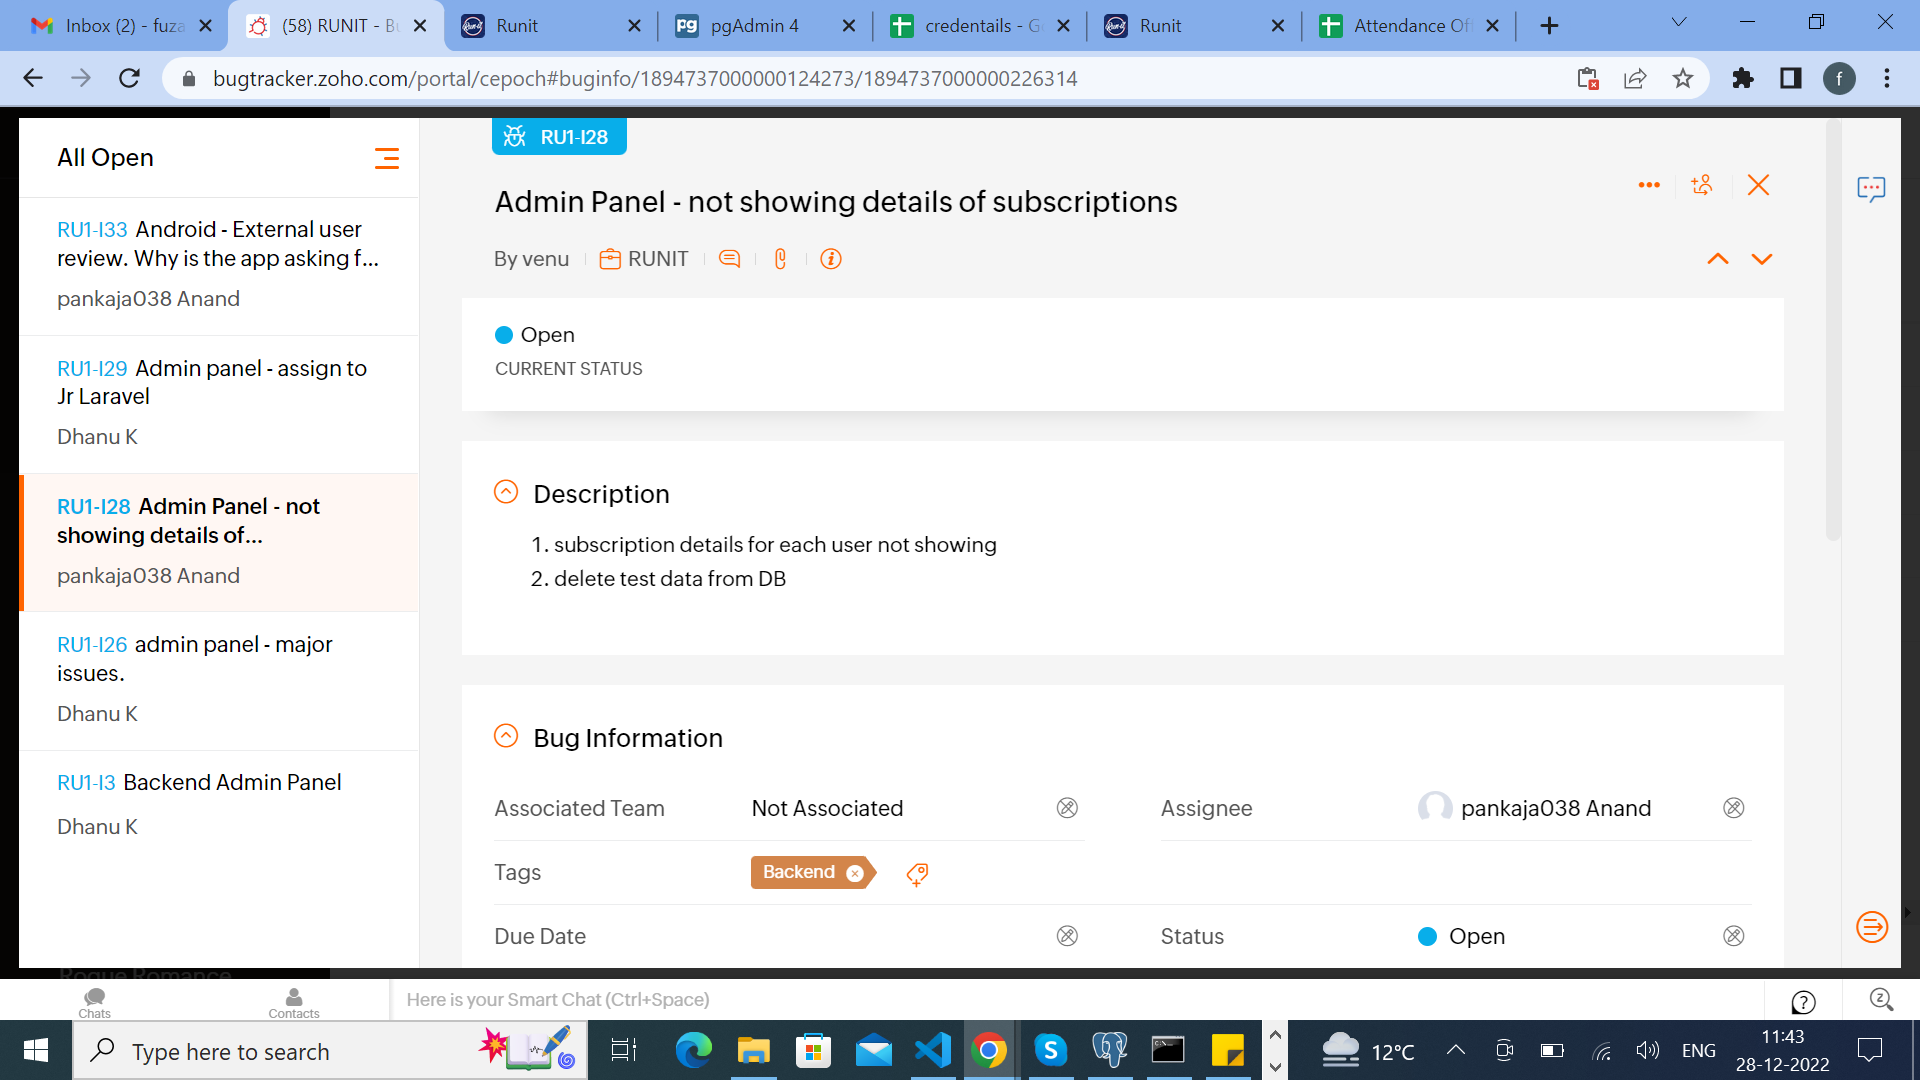 Inbox (2) - fuza
(58) RUNIT - Bu
Runit
pgAdmin 4
credentails - Go
Runit
Attendance Off
bugtracker.zoho.com/portal/cepoch#buginfo/1894737000000124273/1894737000000226314
f
All Open
RU1-I33 Android - External user
review. Why is the app asking f...
pankaja038 Anand
RU1-I29 Admin panel - assign to
Jr Laravel
Dhanu K
RU1-I28 Admin Panel - not
showing details of...
pankaja038 Anand
RU1-I26 admin panel - major
issues.
Dhanu K
RU1-I3 Backend Admin Panel
Dhanu K
RU1-I28
Admin Panel - not showing details of subscriptions
By venu
RUNIT
Open
CURRENT STATUS
Description
1. subscription details for each user not showing
2. delete test data from DB
Bug Information
Associated Team
Not Associated
Assignee
pankaja038 Anand
Tags
Backend
Due Date
Status
Open
Rogue Romance
Chats
Contacts
Here is your Smart Chat (Ctrl+Space)
Type here to search
12°C
ENG
11:43
28-12-2022